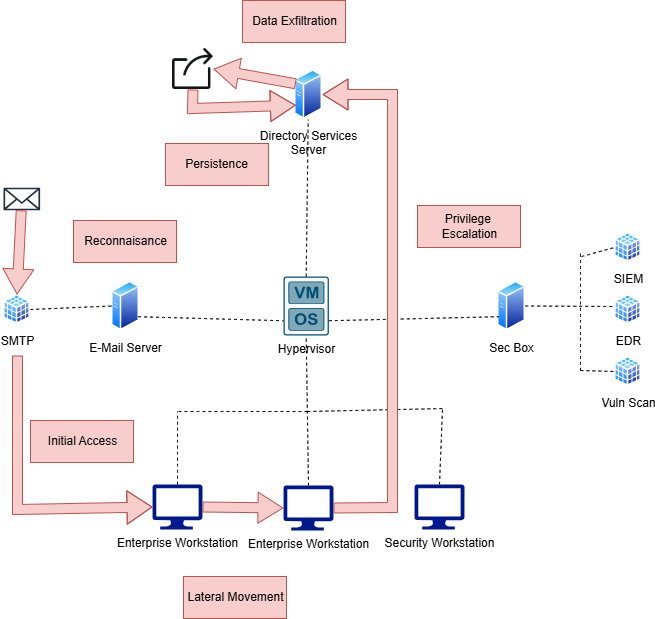 Data Exfiltration
Directory Services
Server
Persistence
Privilege
Escalation
Reconnaisance
SIEM
VM
OS
SMTP
E-Mail Server
Hypervisor
Sec Box
EDR
Vuln Scan
Initial Access
Enterprise Workstation
Enterprise Workstation
Security Workstation
Lateral Movement